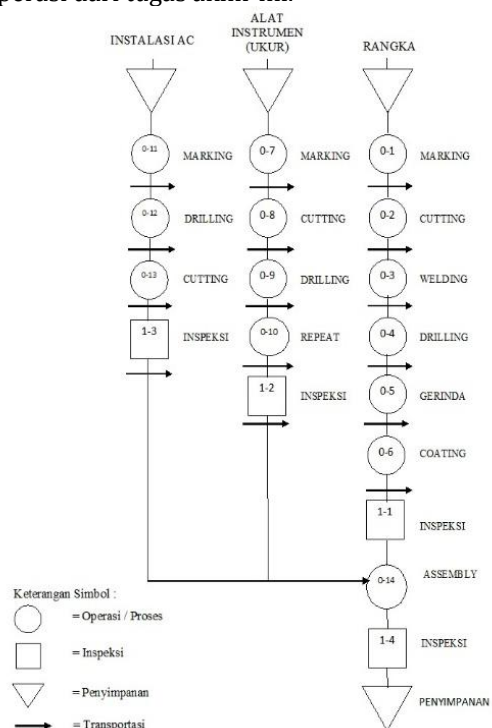 perasi dari tugas akhir ini.
INSTALASI AC
ALAT
INSTRUMEN
(UKUR)
RANGKA
0-11 MARKING
0-7 MARKING
0-1 MARKING
0-12 DRILLING
0-8 CUTTING
0-2 CUTTING
0-13 CUTTING
0-9 DRILLING
0-3 WELDING
1-3 INSPEKSI
0-10 REPEAT
0-4 DRILLING
1-2 INSPEKSI
0-5 GERINDA
0-6 COATING
1-1 INSPEKSI
0-14 ASSEMBLY
1-4 INSPEKSI
PENYIMPANAN
Keterangan Simbol :
= Operasi / Proses
= Inspeksi
= Penyimpanan
= Transportasi